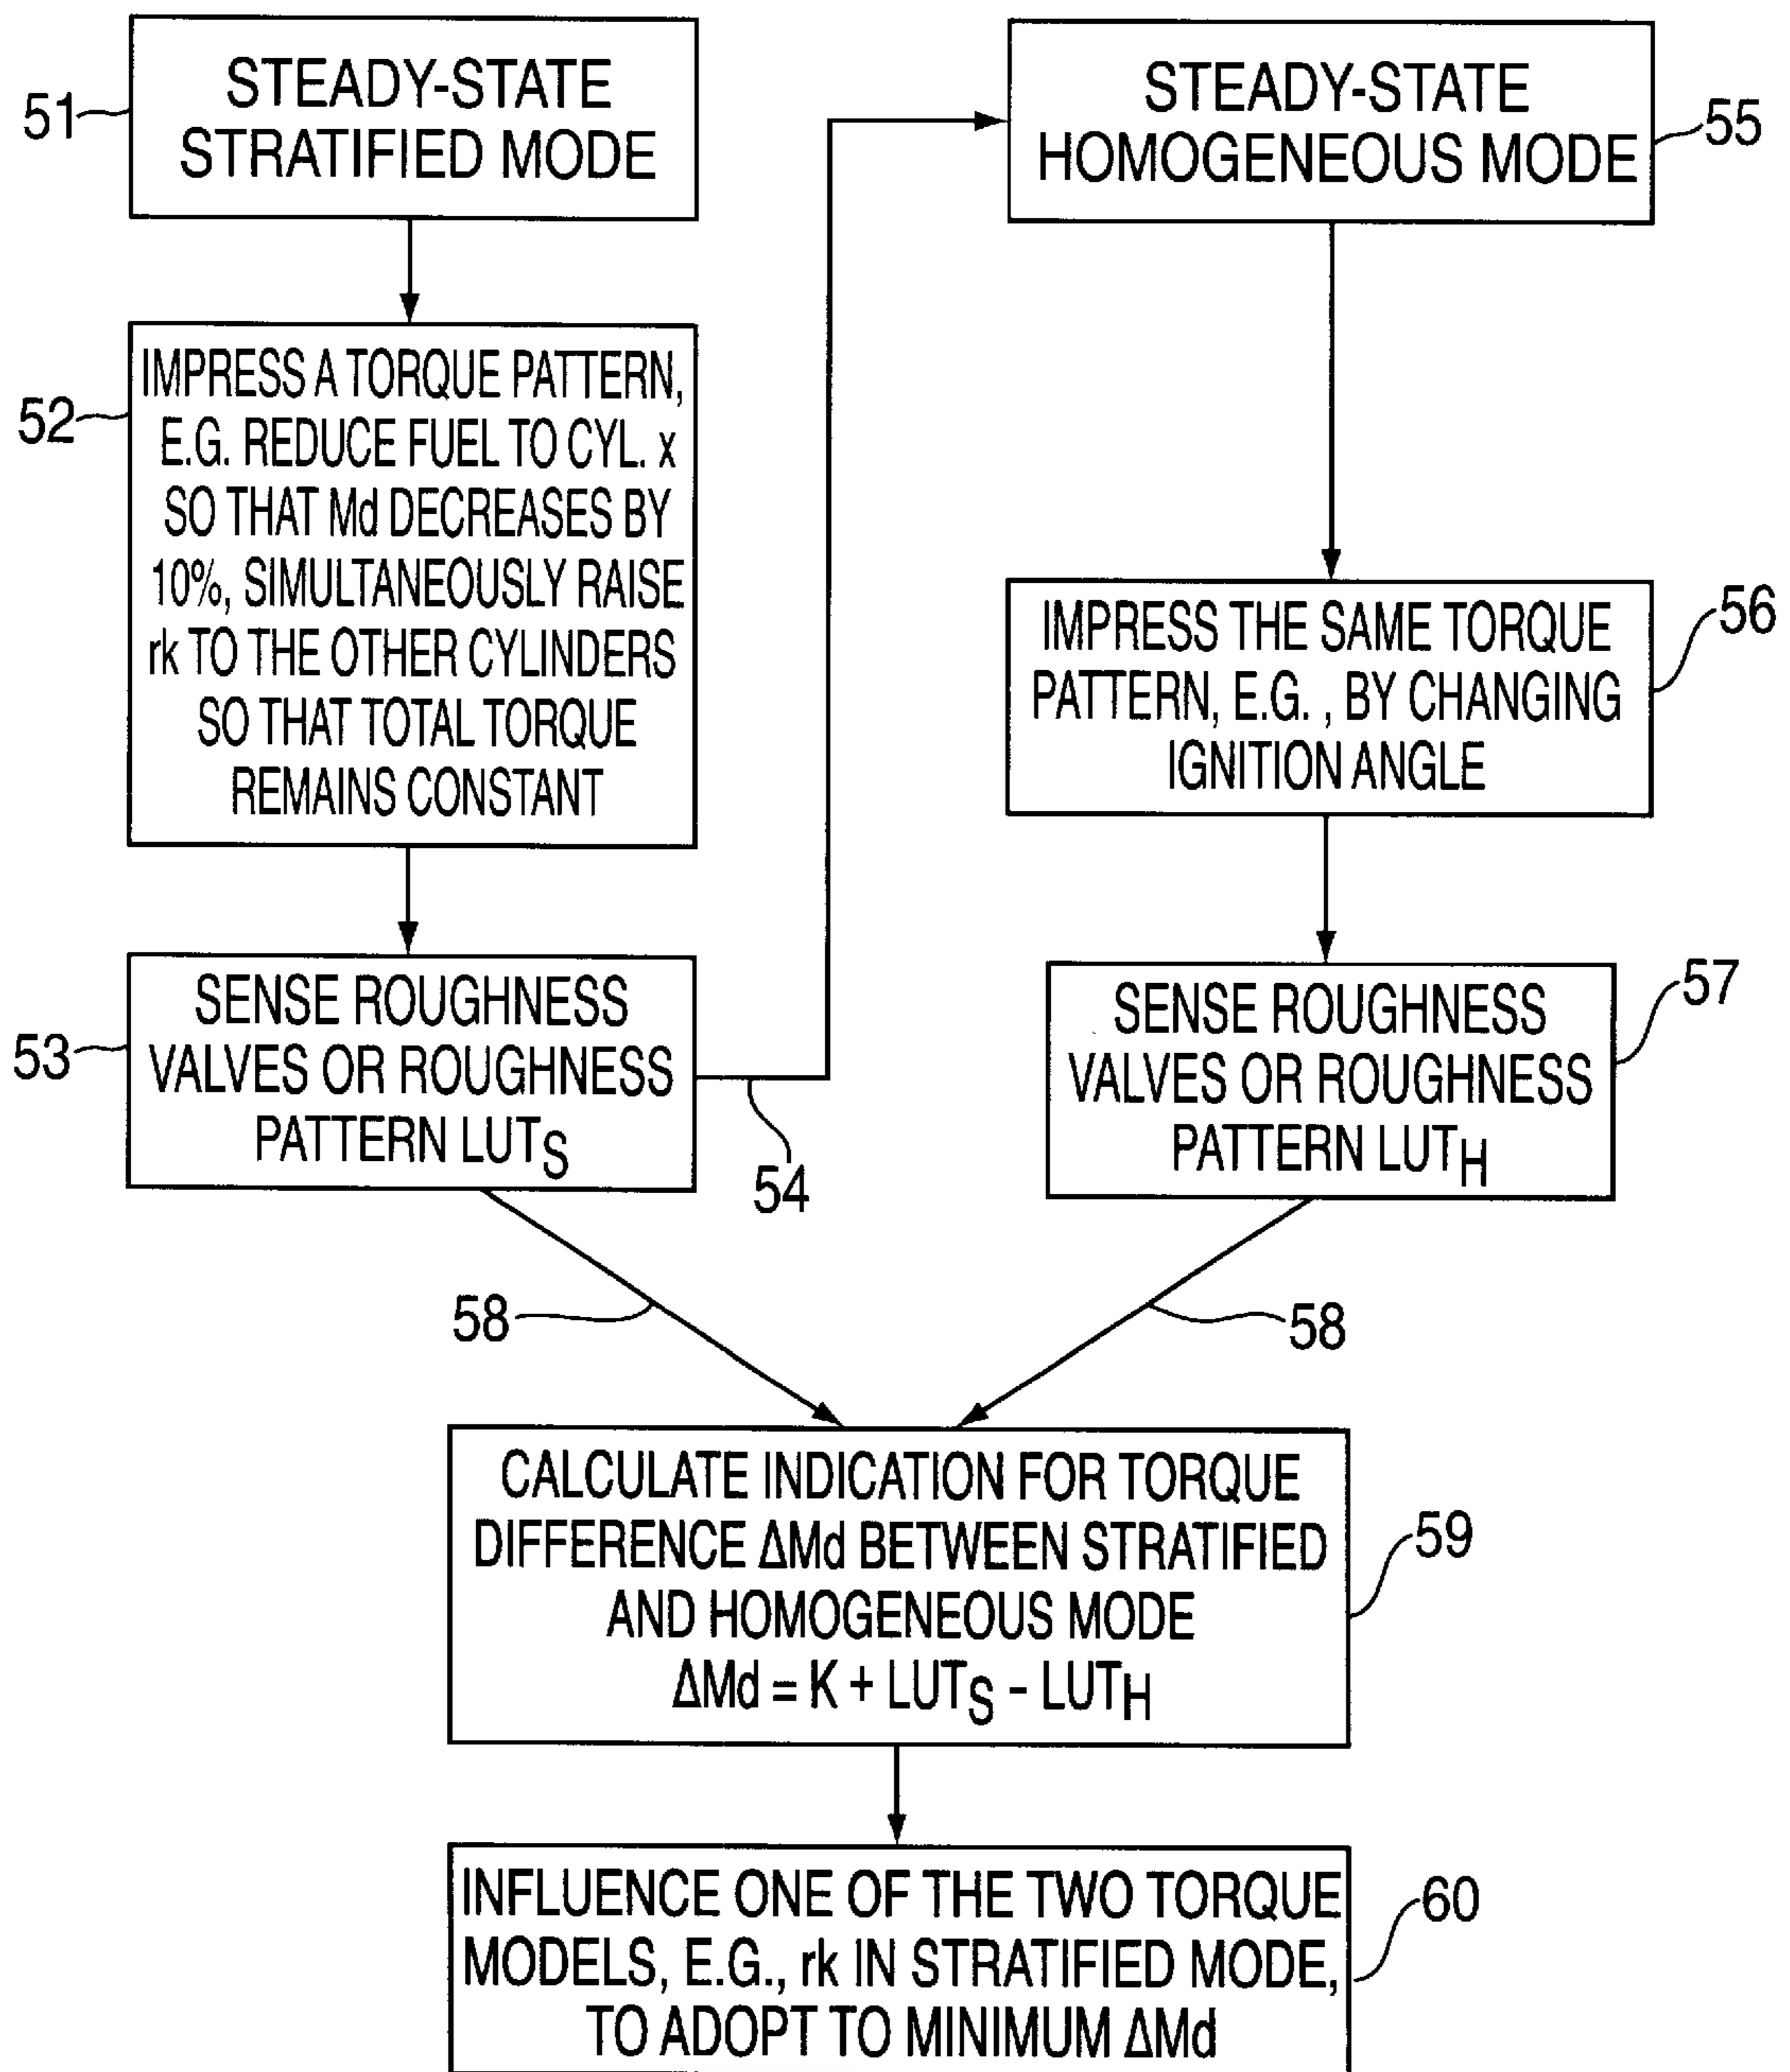 51
STEADY-STATE
STRATIFIED MODE
52
IMPRESS A TORQUE PATTERN,
E.G. REDUCE FUEL TO CYL. x
SO THAT Md DECREASES BY
10%, SIMULTANEOUSLY RAISE
rk TO THE OTHER CYLINDERS
SO THAT TOTAL TORQUE
REMAINS CONSTANT
53
SENSE ROUGHNESS
VALVES OR ROUGHNESS
PATTERN LUTS
54
STEADY-STATE
HOMOGENEOUS MODE
55
IMPRESS THE SAME TORQUE
PATTERN, E.G. , BY CHANGING
IGNITION ANGLE
56
SENSE ROUGHNESS
VALVES OR ROUGHNESS
PATTERN LUTH
57
58
58
CALCULATE INDICATION FOR TORQUE
DIFFERENCE ΔMd BETWEEN STRATIFIED
AND HOMOGENEOUS MODE
ΔMd = K + LUTS - LUTH
59
INFLUENCE ONE OF THE TWO TORQUE
MODELS, E.G., rk IN STRATIFIED MODE,
TO ADOPT TO MINIMUM ΔMd
60